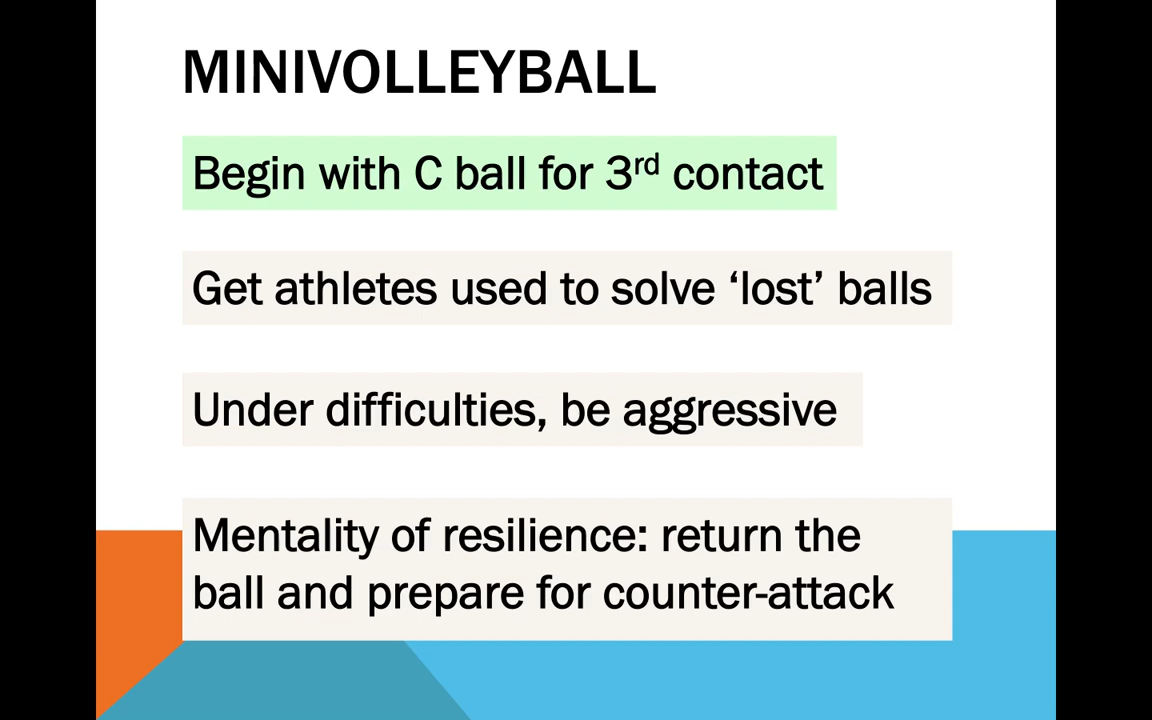 MINIVOLLEYBALL
Begin with C ball for 3rd contact
Get athletes used to solve ‘lost’ balls
Under difficulties, be aggressive
Mentality of resilience: return the
ball and prepare for counter-attack